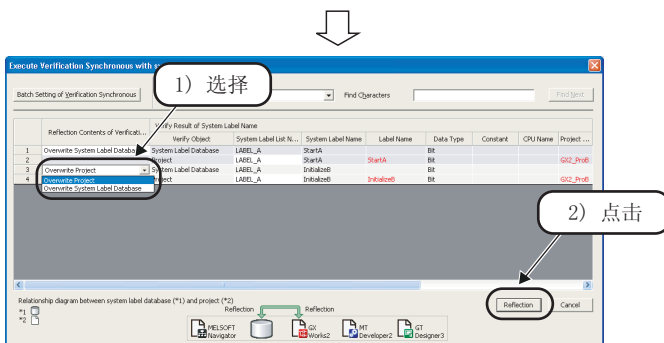 Execute Verification Synchronous with s
Batch Setting of Verification Synchronous
Find Characters
Find Next
1) 选择
Reflection Contents of Verificati...
Verify Result of System Label Name
Verify Object System Label List N... System Label Name Label Name Data Type Constant CPU Name Project ...
1 Overwrite System Label Database System Label Database LABEL_A StartA Bit
2 Project LABEL_A StartA StartA Bit GX2_ProB
3 Overwrite Project System Label Database LABEL_A InitializeB Bit
4 Overwrite Project LABEL_A InitializeB InitializeB Bit GX2_ProB
Overwrite System Label Database
2) 点击
Relationship diagram between system label database (*1) and project (*2)
*1
*2
Reflection Reflection
MELSOFT Navigator
GX Works2
MT Developer2
GT Designer3
Reflection
Cancel